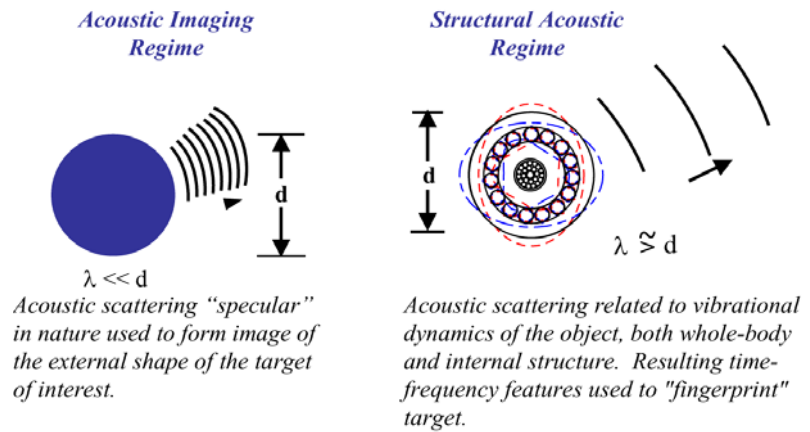 Acoustic Imaging
Regime
d
λ << d
Acoustic scattering “specular”
in nature used to form image of
the external shape of the target
of interest.
Structural Acoustic
Regime
d
λ ⪆ d
Acoustic scattering related to vibrational
dynamics of the object, both whole-body
and internal structure.  Resulting time-
frequency features used to "fingerprint"
target.